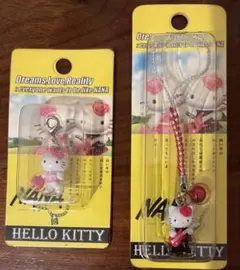 Dreams,Love,Reality
everyone wants to be like NANA
NANA
HELLO KITTY
Dreams,Love,Reality
NANA
HELLO KITTY